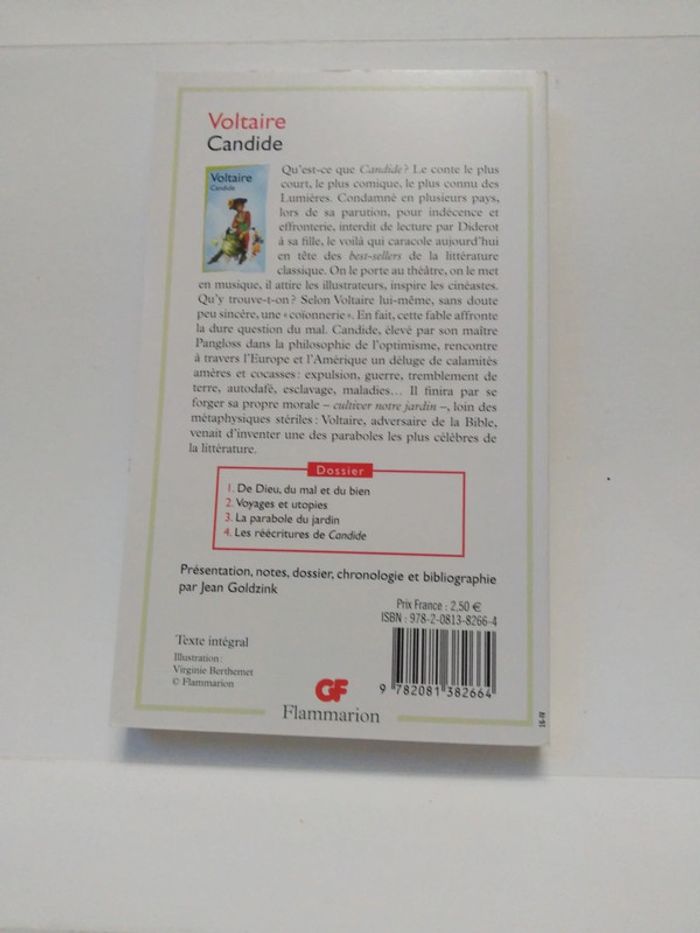 Voltaire
Candide
Voltaire
Candide
Qu'est-ce que Candide ? Le conte le plus
court, le plus comique, le plus connu des
Lumières. Condamné en plusieurs pays,
lors de sa parution, pour indécence et
effronterie, interdit de lecture par Diderot
à sa fille, le voilà qui caracole aujourd'hui
en tête des best-sellers de la littérature
classique. On le porte au théâtre, on le met
en musique, il attire les illustrateurs, inspire les cinéastes.
Qu'y trouve-t-on ? Selon Voltaire lui-même, sans doute
peu sincère, une « coïonnerie ». En fait, cette fable affronte
la dure question du mal. Candide, élevé par son maître
Pangloss dans la philosophie de l'optimisme, rencontre
à travers l'Europe et l'Amérique un déluge de calamités
amères et cocasses : expulsion, guerre, tremblement de
terre, autodafé, esclavage, maladies... Il finira par se
forger sa propre morale – cultiver notre jardin –, loin des
métaphysiques stériles : Voltaire, adversaire de la Bible,
venait d'inventer une des paraboles les plus célèbres de
la littérature.
Dossier
1. De Dieu, du mal et du bien
2. Voyages et utopies
3. La parabole du jardin
4. Les réécritures de Candide
Présentation, notes, dossier, chronologie et bibliographie
par Jean Goldzink
Prix France : 2,50 €
ISBN : 978-2-0813-8266-4
Texte intégral
Illustration :
Virginie Berthemet
© Flammarion
9 782081 382664
GF
Flammarion
16-IV